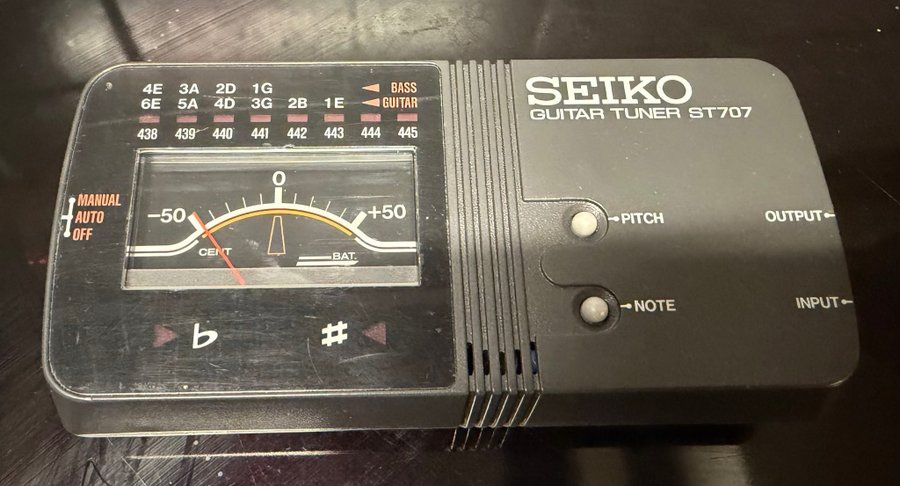 4E 3A 2D 1G ◄ BASS
6E 5A 4D 3G 2B 1E ◄ GUITAR
438 439 440 441 442 443 444 445
MANUAL
AUTO
OFF
0
-50 +50
CENT
BAT.
♭ #
SEIKO
GUITAR TUNER ST707
PITCH
OUTPUT
NOTE
INPUT